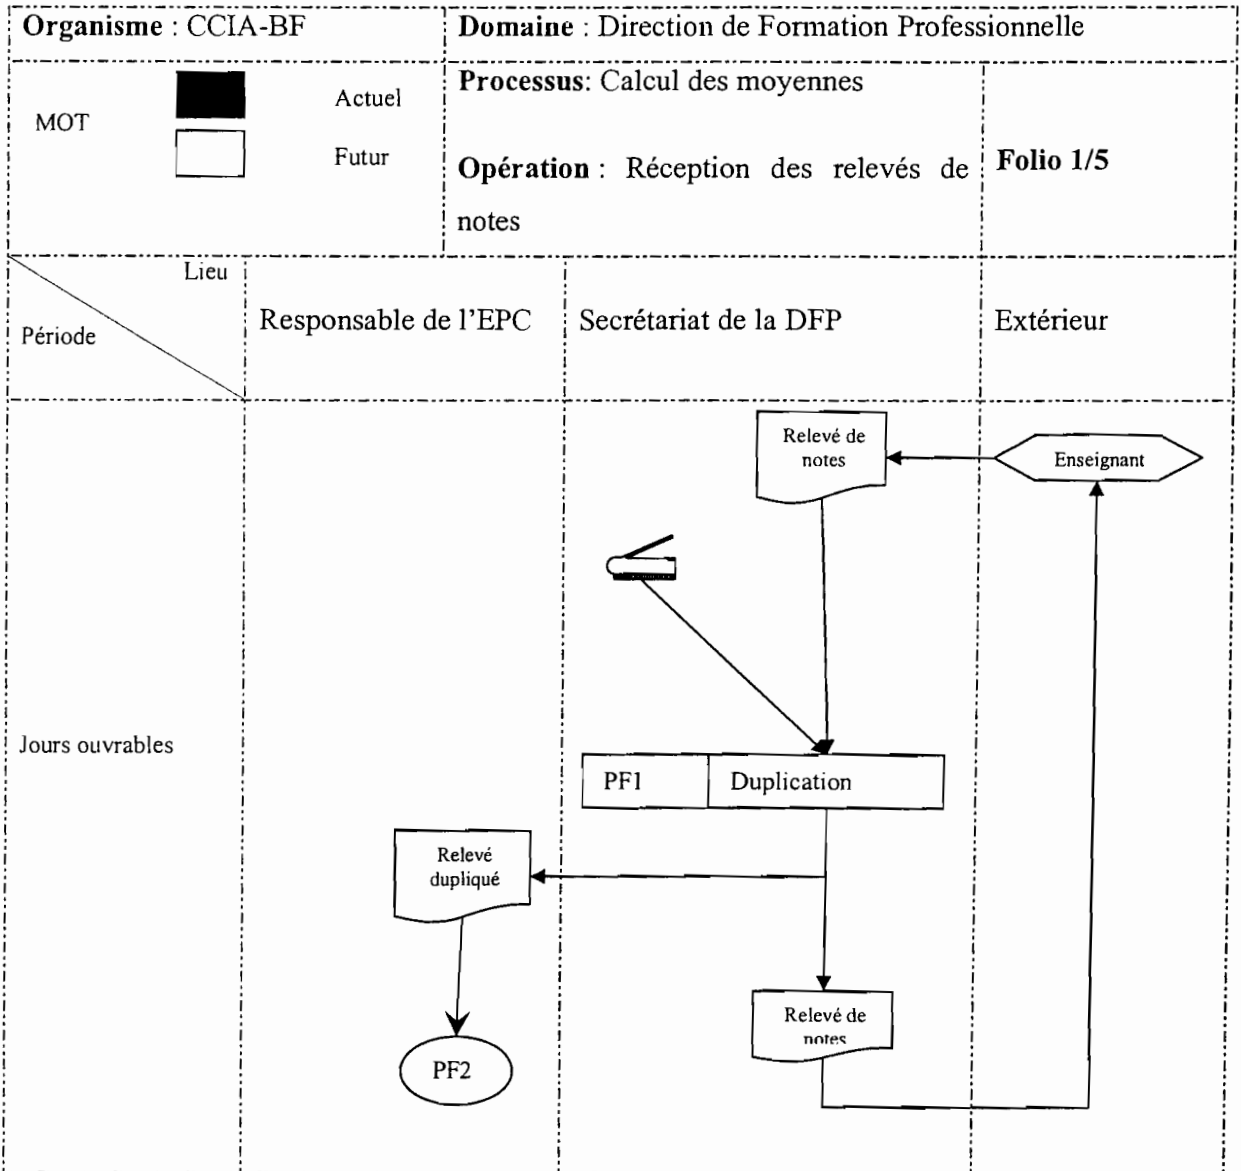 Organisme : CCIA-BF
Domaine : Direction de Formation Professionnelle
MOT
Actuel
Futur
Processus: Calcul des moyennes
Opération : Réception des relevés de
notes
Folio 1/5
Lieu
Période
Responsable de l'EPC
Secrétariat de la DFP
Extérieur
Relevé de
notes
Enseignant
Jours ouvrables
PF1
Duplication
Relevé
dupliqué
Relevé de
notes
PF2